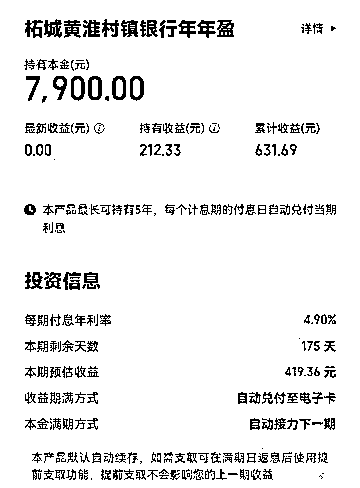 柘城黄淮村镇银行年年盈
详情 ▸
持有本金(元)
7,900.00
最新收益(元) 持有收益(元) 累计收益(元)
0.00 212.33 631.69
本产品最长可持有5年，每个计息期的付息日自动兑付当期
利息
投资信息
每期付息年利率 4.90%
本期剩余天数 175 天
本期预估收益 419.36 元
收益期满方式 自动兑付至电子卡
本金满期方式 自动接力下一期
本产品默认自动续存，如需支取可在满期日返息后使用提
前支取功能，提前支取不会影响您的上一期收益